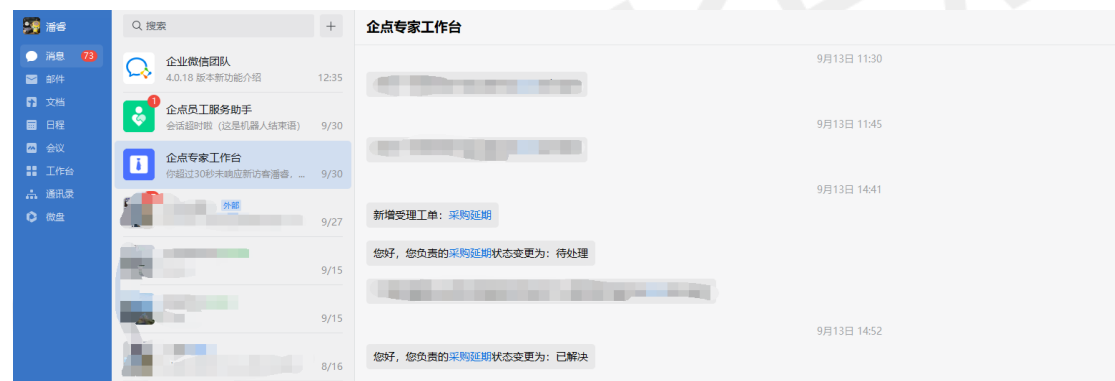 潘睿
消息 73
邮件
文档
日程
会议
工作台
通讯录
微盘
搜索
企业微信团队
4.0.18 版本新功能介绍 12:35
1
企点员工服务助手
会话超时啦（这是机器人结束语） 9/30
企点专家工作台
你超过30秒未响应新访客潘睿，... 9/30
外部
9/27
9/15
9/15
8/16
企点专家工作台
9月13日 11:30
9月13日 11:45
9月13日 14:41
新增受理工单：采购延期
您好，您负责的采购延期状态变更为：待处理
9月13日 14:52
您好，您负责的采购延期状态变更为：已解决